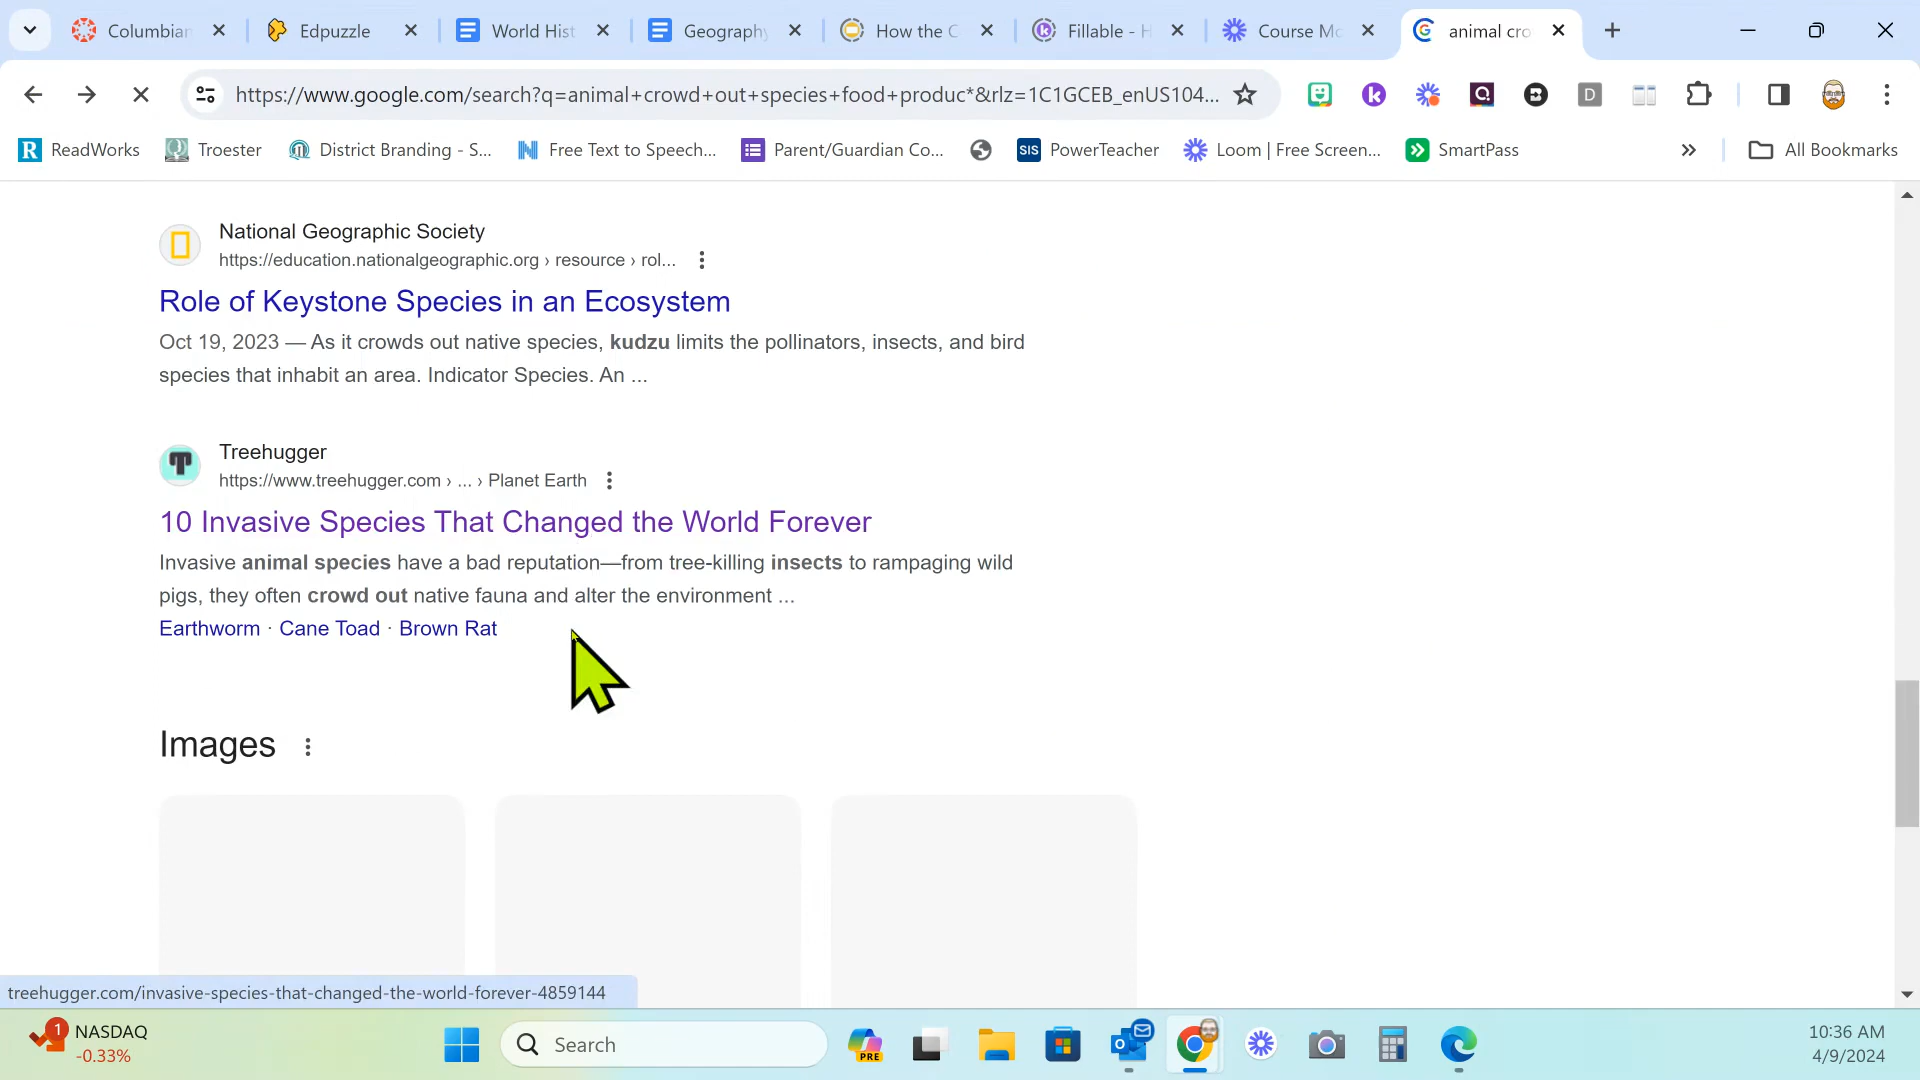 Columbian
Edpuzzle
World Hist
Geography
How the C
Fillable - H
Course Mo
animal cro
https://www.google.com/search?q=animal+crowd+out+species+food+produc*&rlz=1C1GCEB_enUS104...
D
R ReadWorks
Troester
District Branding - S...
Free Text to Speech...
Parent/Guardian Co...
SIS PowerTeacher
Loom | Free Screen...
SmartPass
»
All Bookmarks
National Geographic Society
https://education.nationalgeographic.org › resource › rol...
Role of Keystone Species in an Ecosystem
Oct 19, 2023 — As it crowds out native species, kudzu limits the pollinators, insects, and bird
species that inhabit an area. Indicator Species. An ...
Treehugger
https://www.treehugger.com › ... › Planet Earth
10 Invasive Species That Changed the World Forever
Invasive animal species have a bad reputation—from tree-killing insects to rampaging wild
pigs, they often crowd out native fauna and alter the environment ...
Earthworm · Cane Toad · Brown Rat
Images
treehugger.com/invasive-species-that-changed-the-world-forever-4859144
1
NASDAQ
-0.33%
Search
PRE
10:36 AM
4/9/2024